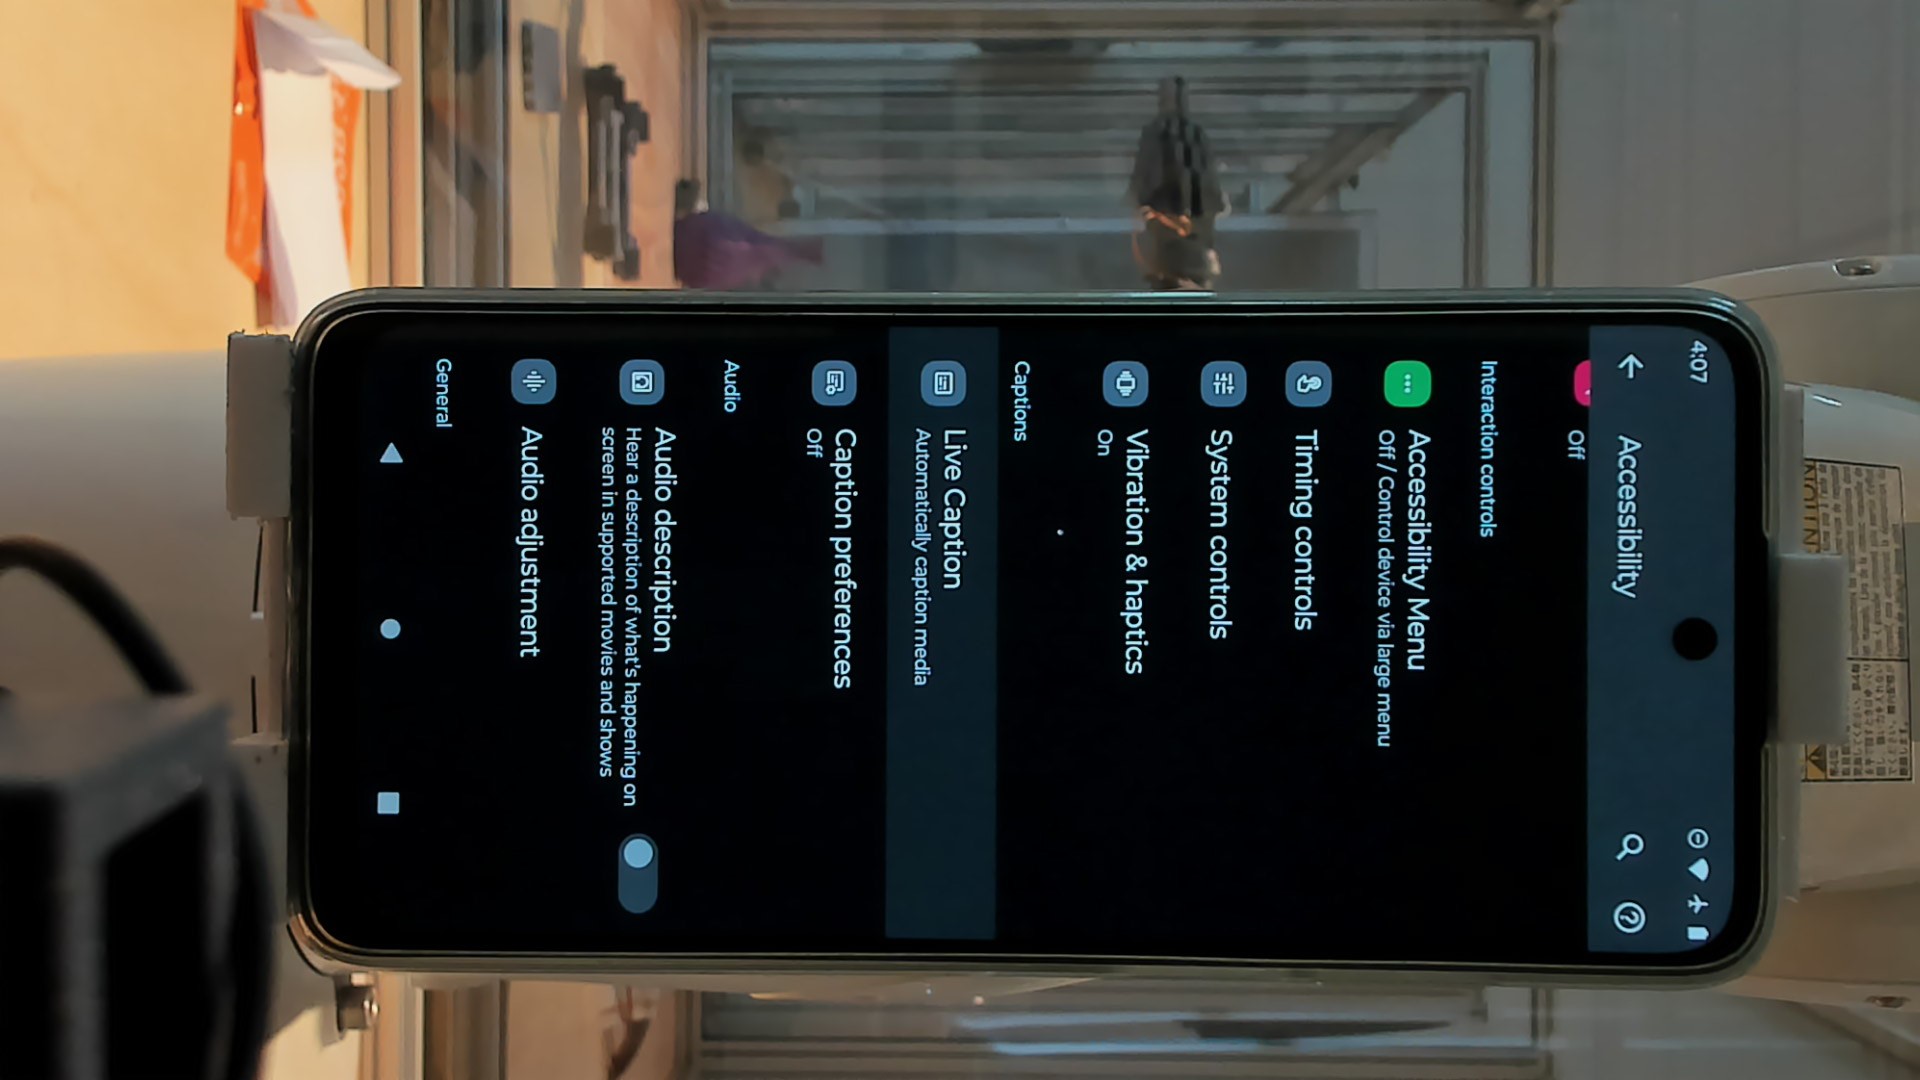 4:07
Accessibility
Off
Interaction controls
Accessibility Menu
Off / Control device via large menu
Timing controls
System controls
Vibration & haptics
On
Captions
Live Caption
Automatically caption media
Caption preferences
Off
Audio
Audio description
Hear a description of what's happening on
screen in supported movies and shows
Audio adjustment
General